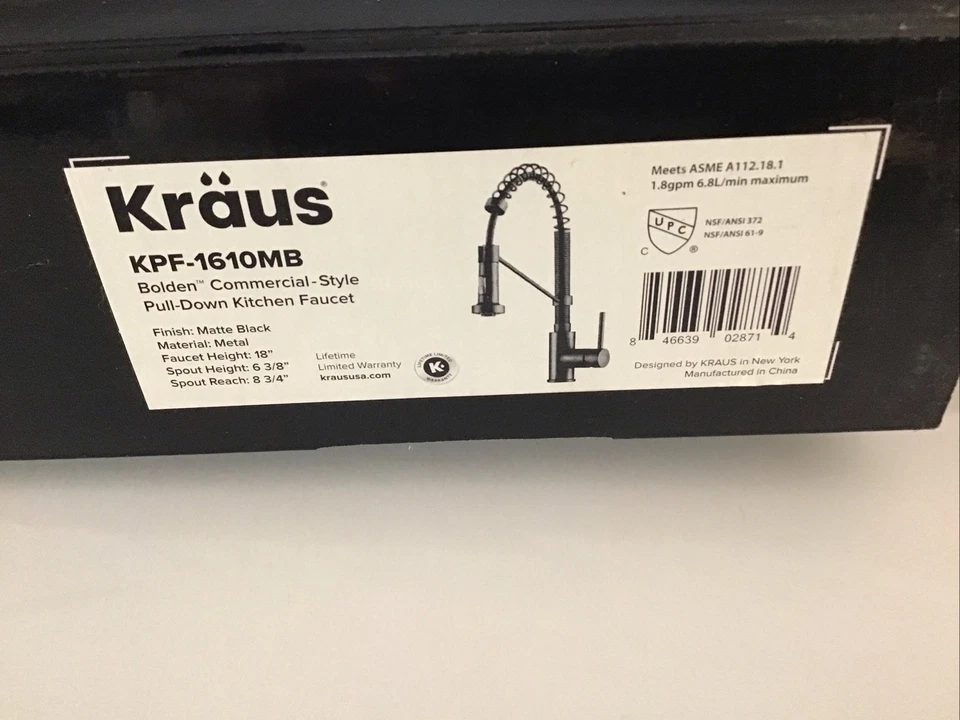 Kräus®
KPF-1610MB
Bolden™ Commercial-Style
Pull-Down Kitchen Faucet
Finish: Matte Black
Material: Metal
Faucet Height: 18”
Spout Height: 6 3/8”
Spout Reach: 8 3/4”
Lifetime
Limited Warranty
kraususa.com
LIFETIME LIMITED
K
WARRANTY
Meets ASME A112.18.1
1.8gpm 6.8L/min maximum
UPC
C ®
NSF/ANSI 372
NSF/ANSI 61-9
8 46639 02871 4
Designed by KRAUS in New York
Manufactured in China